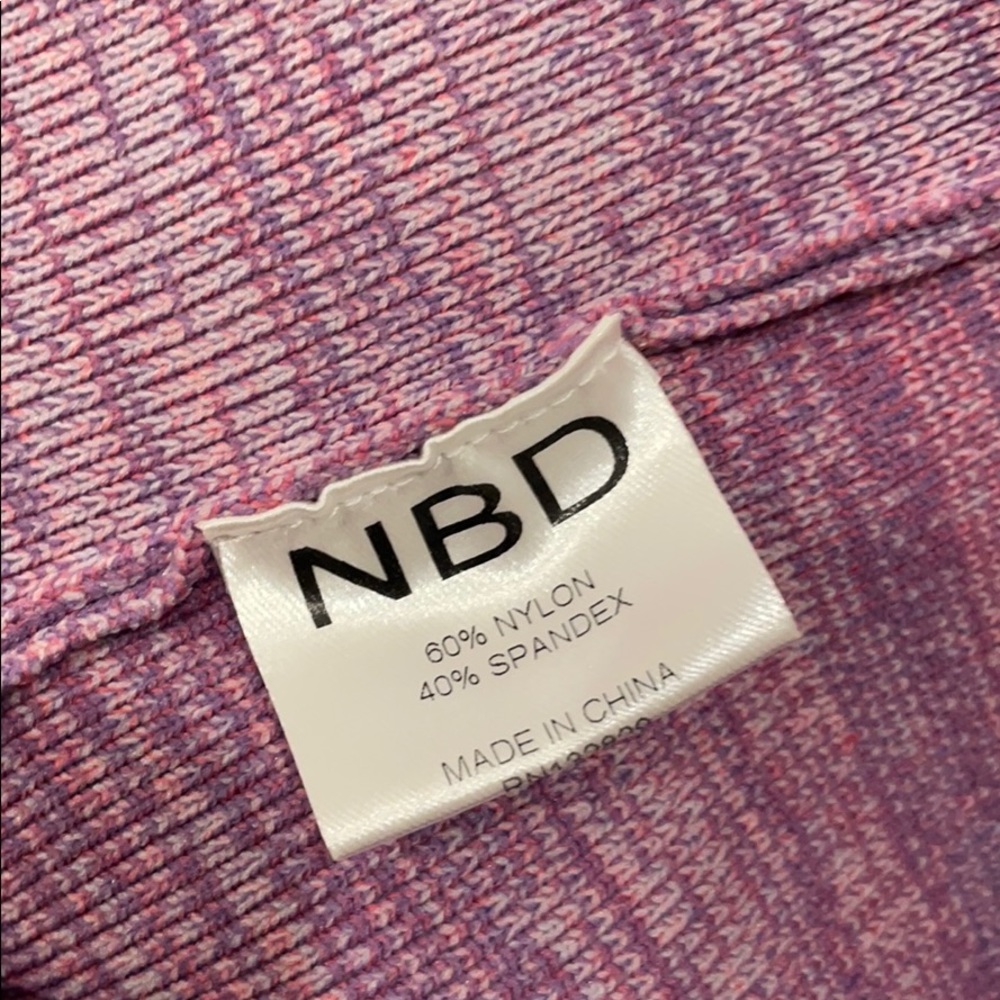 NBD
60% NYLON
40% SPANDEX
MADE IN CHINA